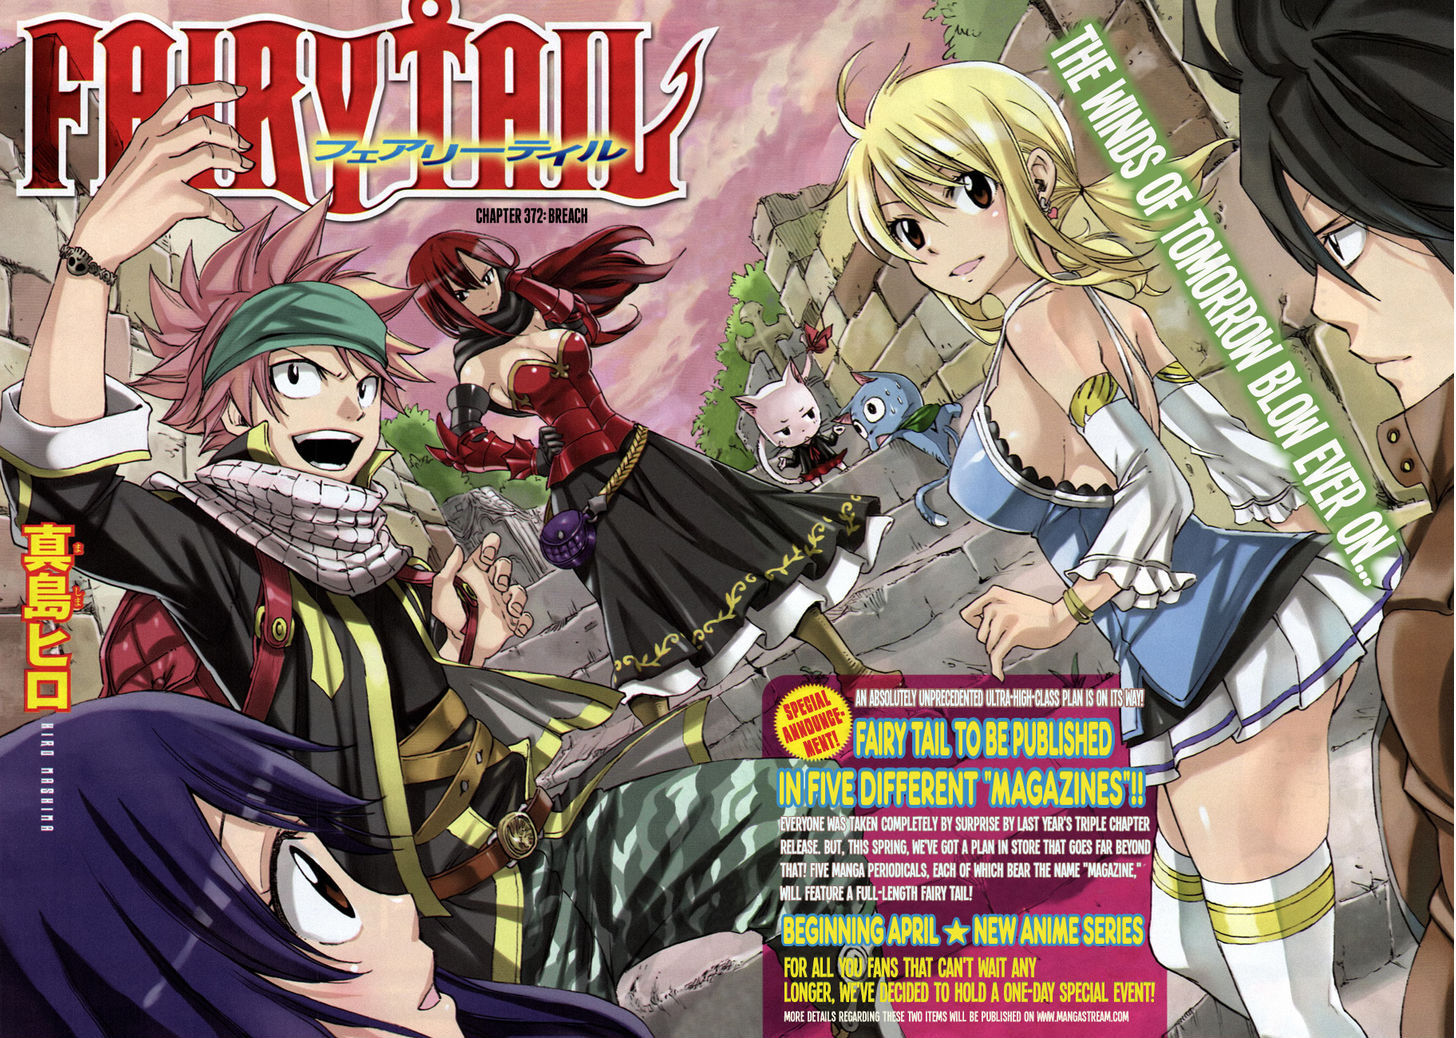 FAIRY TAIL
フェアリーテイル
CHAPTER 372: BREACH
THE WINDS OF TOMORROW BLOW EVER ON...
真島ヒロ
ましま
HIRO MASHIMA
SPECIAL
ANNOUNCE-
MENT!
AN ABSOLUTELY UNPRECEDENTED ULTRA-HIGH-CLASS PLAN IS ON ITS WAY!
FAIRY TAIL TO BE PUBLISHED
IN FIVE DIFFERENT "MAGAZINES"!!
EVERYONE WAS TAKEN COMPLETELY BY SURPRISE BY LAST YEAR'S TRIPLE CHAPTER
RELEASE. BUT, THIS SPRING, WE'VE GOT A PLAN IN STORE THAT GOES FAR BEYOND
THAT! FIVE MANGA PERIODICALS, EACH OF WHICH BEAR THE NAME "MAGAZINE,"
WILL FEATURE A FULL-LENGTH FAIRY TAIL!
BEGINNING APRIL ★ NEW ANIME SERIES
FOR ALL YOU FANS THAT CAN'T WAIT ANY
LONGER, WE'VE DECIDED TO HOLD A ONE-DAY SPECIAL EVENT!
MORE DETAILS REGARDING THESE TWO ITEMS WILL BE PUBLISHED ON WWW.MANGASTREAM.COM